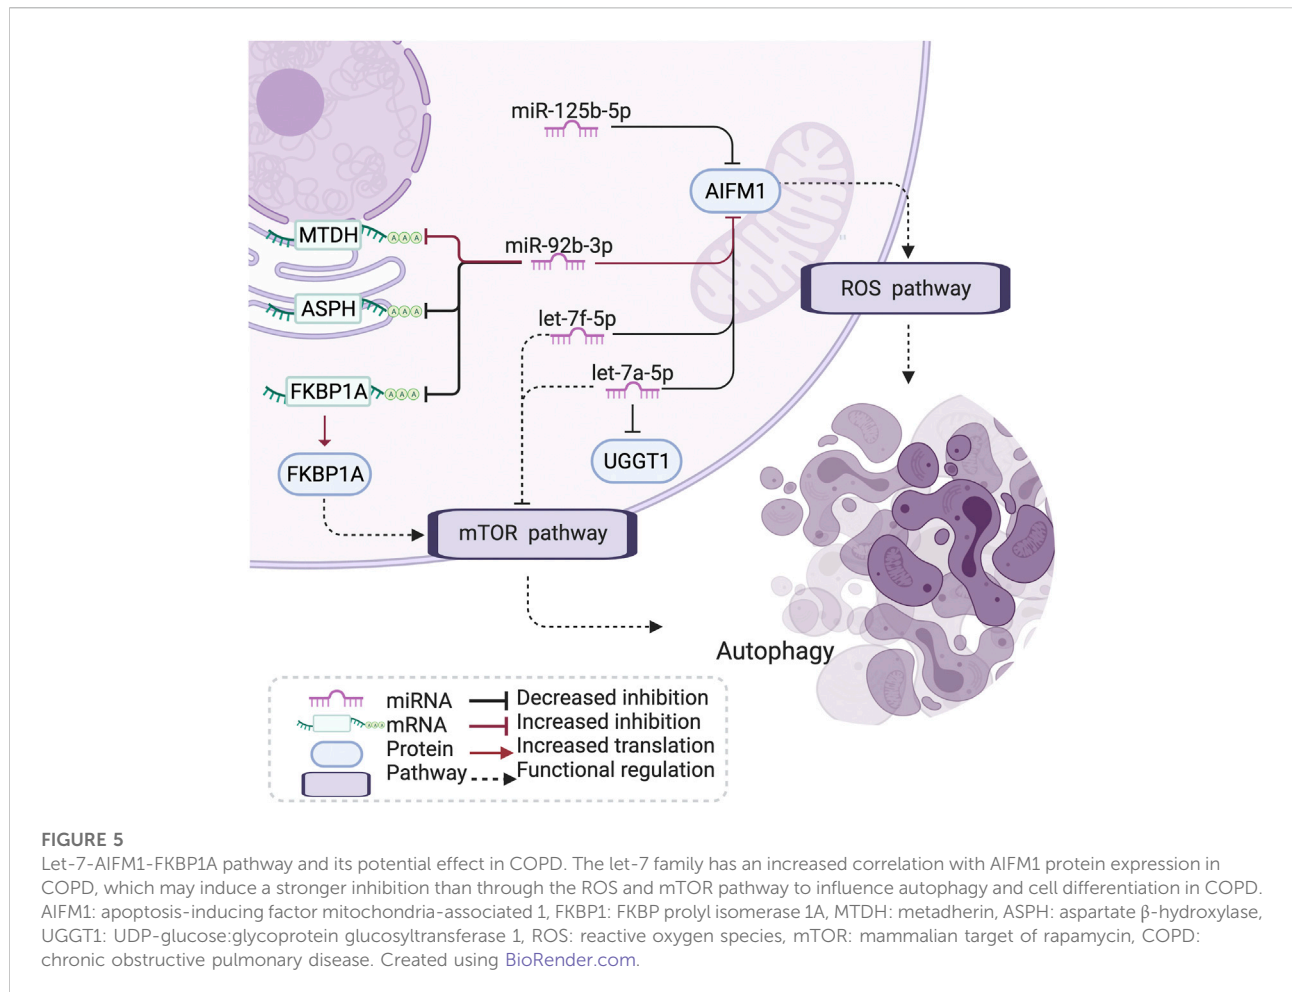 miR-125b-5p
AIFM1
MTDH
AAA
miR-92b-3p
ROS pathway
ASPH
AAA
let-7f-5p
let-7a-5p
FKBP1A
AAA
UGGT1
FKBP1A
mTOR pathway
Autophagy
miRNA
Decreased inhibition
AAA
mRNA
Increased inhibition
Protein
Increased translation
Pathway
Functional regulation
FIGURE 5
Let-7-AIFM1-FKBP1A pathway and its potential effect in COPD. The let-7 family has an increased correlation with AIFM1 protein expression in
COPD, which may induce a stronger inhibition than through the ROS and mTOR pathway to influence autophagy and cell differentiation in COPD.
AIFM1: apoptosis-inducing factor mitochondria-associated 1, FKBP1: FKBP prolyl isomerase 1A, MTDH: metadherin, ASPH: aspartate β-hydroxylase,
UGGT1: UDP-glucose:glycoprotein glucosyltransferase 1, ROS: reactive oxygen species, mTOR: mammalian target of rapamycin, COPD:
chronic obstructive pulmonary disease. Created using BioRender.com.